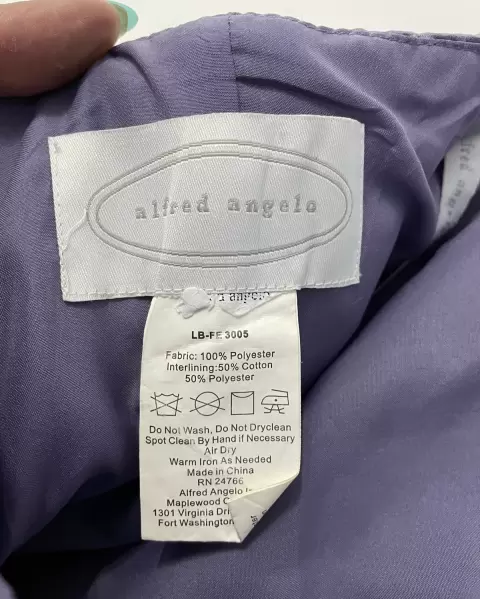 alfred angelo
angelo
LB-FE 3005
Fabric: 100% Polyester
Interlining:50% Cotton
50% Polyester
Do Not Wash, Do Not Dryclean
Spot Clean By Hand if Necessary
Air Dry
Warm Iron As Needed
Made in China
RN 24766
Alfred Angelo
Maplewood
1301 Virginia
Fort Washington